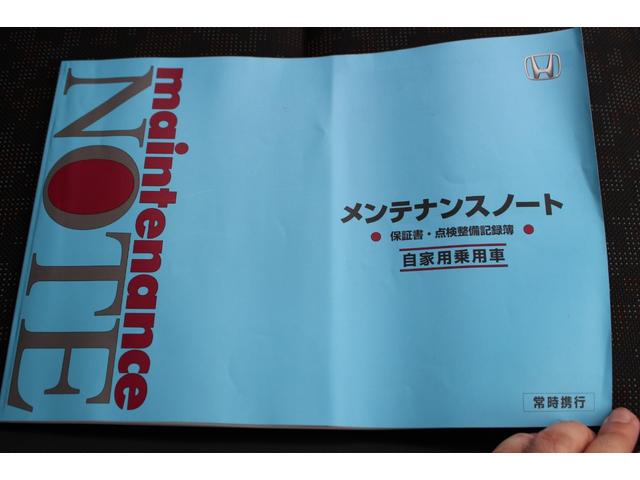 maintenance
NOTE
メンテナンスノート
● 保証書・点検整備記録簿 ●
自家用乗用車
常時携行